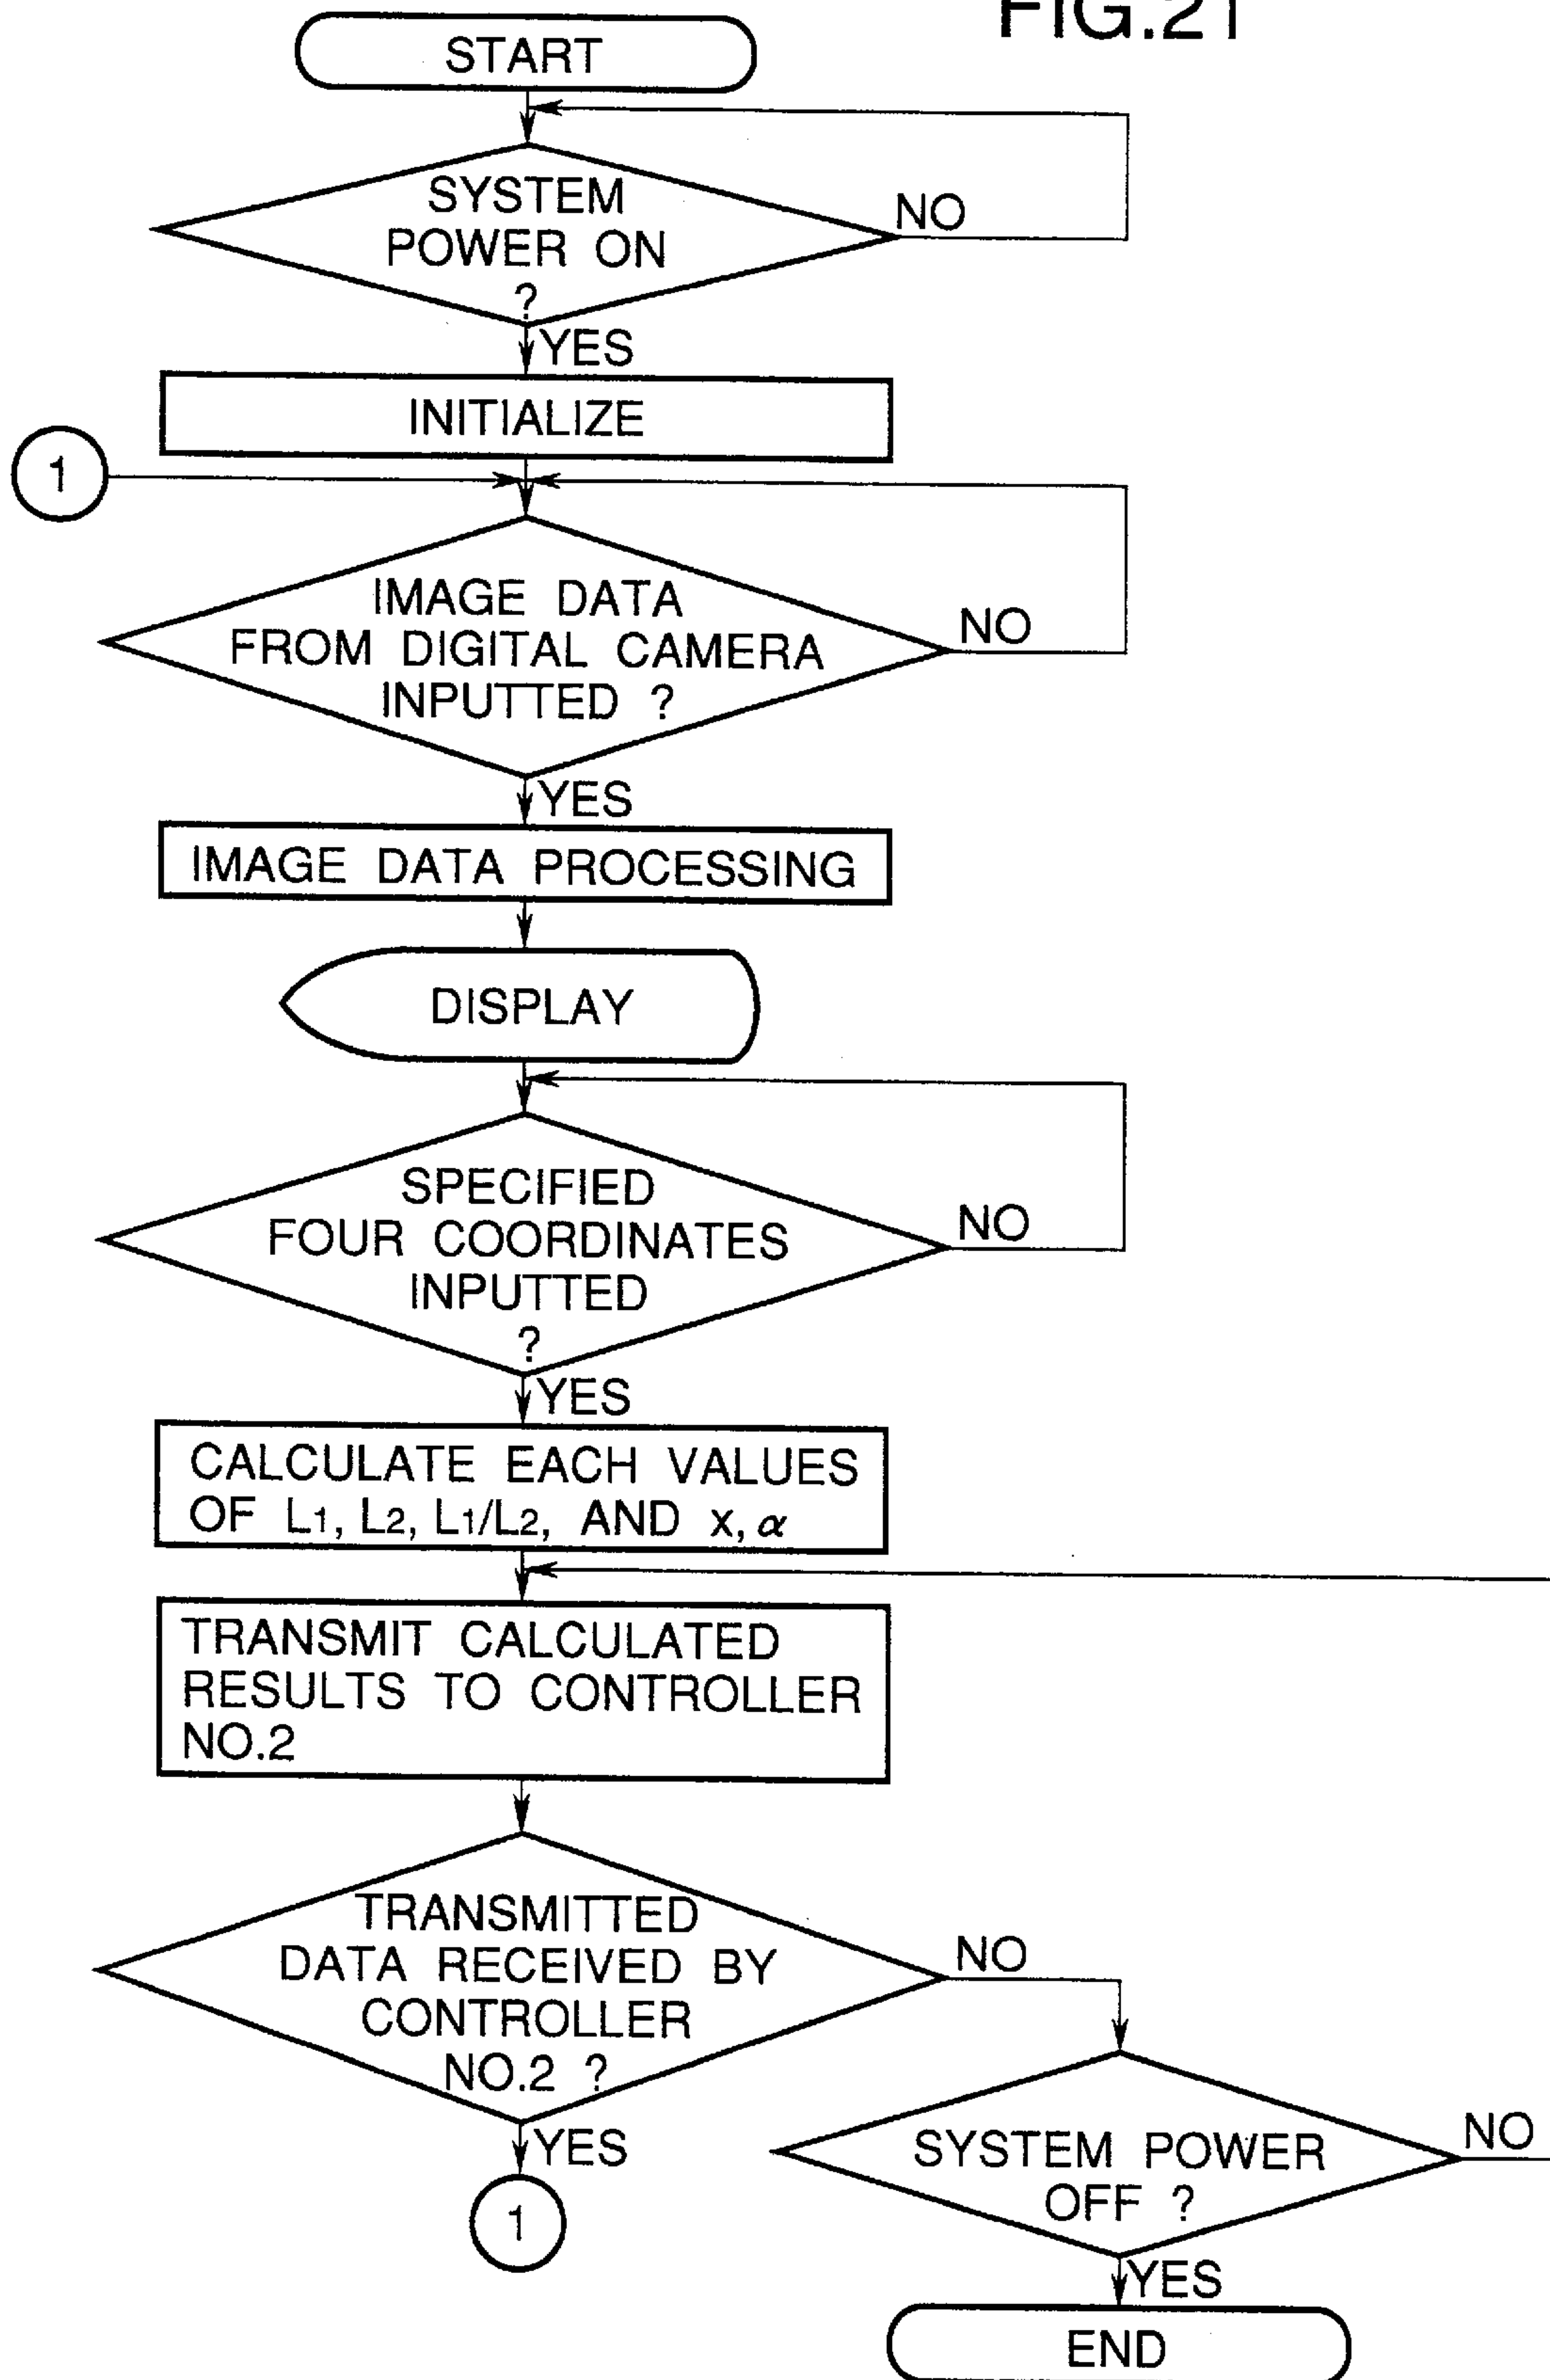 FIG.21
START
SYSTEM
POWER ON
?
NO
YES
INITIALIZE
1
IMAGE DATA
FROM DIGITAL CAMERA
INPUTTED ?
NO
YES
IMAGE DATA PROCESSING
DISPLAY
SPECIFIED
FOUR COORDINATES
INPUTTED
?
NO
YES
CALCULATE EACH VALUES
OF L1, L2, L1/L2, AND x, α
TRANSMIT CALCULATED
RESULTS TO CONTROLLER
NO.2
TRANSMITTED
DATA RECEIVED BY
CONTROLLER
NO.2 ?
NO
YES
1
SYSTEM POWER
OFF ?
NO
YES
END